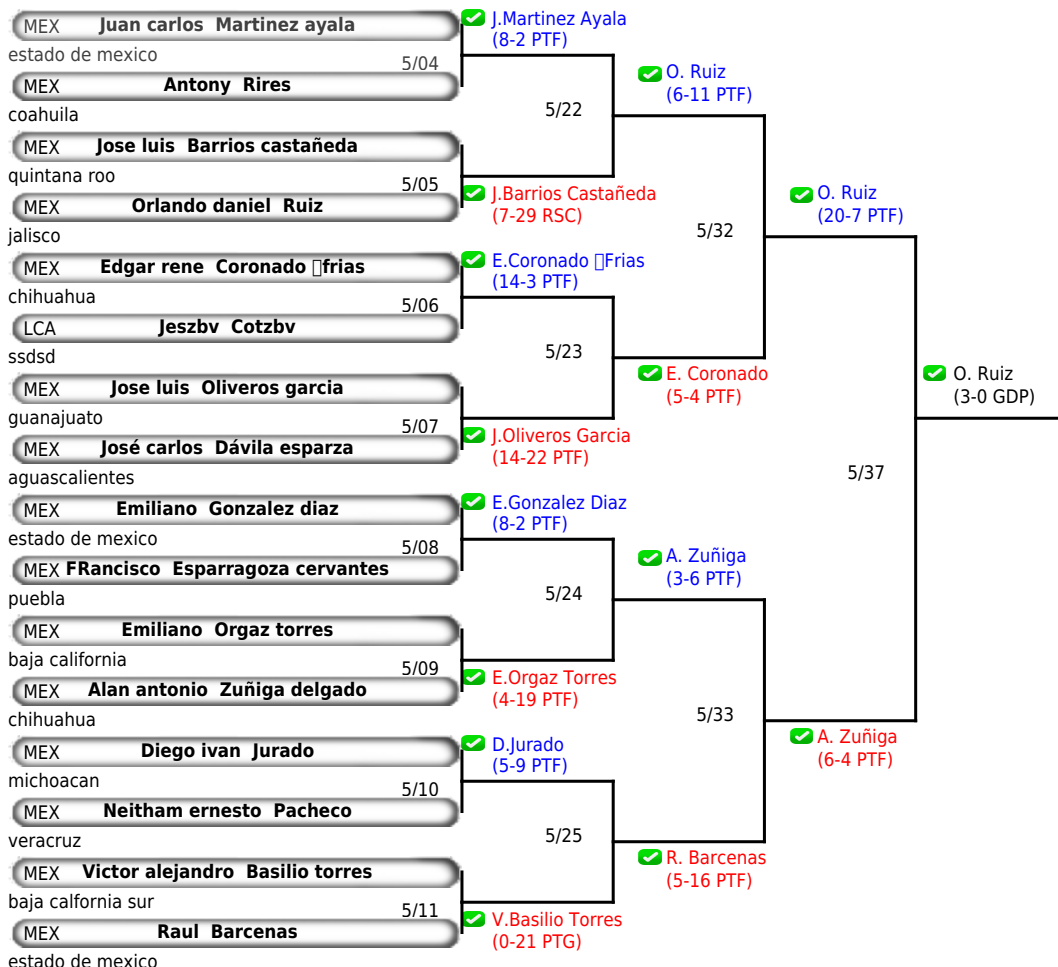 MEX Juan carlos Martinez ayala
J.Martinez Ayala
(8-2 PTF)
estado de mexico
5/04
MEX Antony Rires
O. Ruiz
(6-11 PTF)
coahuila
5/22
MEX Jose luis Barrios castañeda
quintana roo
5/05
J.Barrios Castañeda
(7-29 RSC)
MEX Orlando daniel Ruiz
O. Ruiz
(20-7 PTF)
jalisco
5/32
MEX Edgar rene Coronado frias
E.Coronado Frias
(14-3 PTF)
chihuahua
5/06
LCA Jeszbv Cotzbv
ssdsd
5/23
MEX Jose luis Oliveros garcia
E. Coronado
(5-4 PTF)
O. Ruiz
(3-0 GDP)
guanajuato
5/07
J.Oliveros Garcia
(14-22 PTF)
MEX José carlos Dávila esparza
aguascalientes
5/37
MEX Emiliano Gonzalez diaz
E.Gonzalez Diaz
(8-2 PTF)
estado de mexico
5/08
MEX FRancisco Esparragoza cervantes
A. Zuñiga
(3-6 PTF)
puebla
5/24
MEX Emiliano Orgaz torres
baja california
5/09
E.Orgaz Torres
(4-19 PTF)
MEX Alan antonio Zuñiga delgado
chihuahua
5/33
MEX Diego ivan Jurado
D.Jurado
(5-9 PTF)
A. Zuñiga
(6-4 PTF)
michoacan
5/10
MEX Neitham ernesto Pacheco
veracruz
5/25
MEX Victor alejandro Basilio torres
R. Barcenas
(5-16 PTF)
baja calfornia sur
5/11
V.Basilio Torres
(0-21 PTG)
MEX Raul Barcenas
estado de mexico